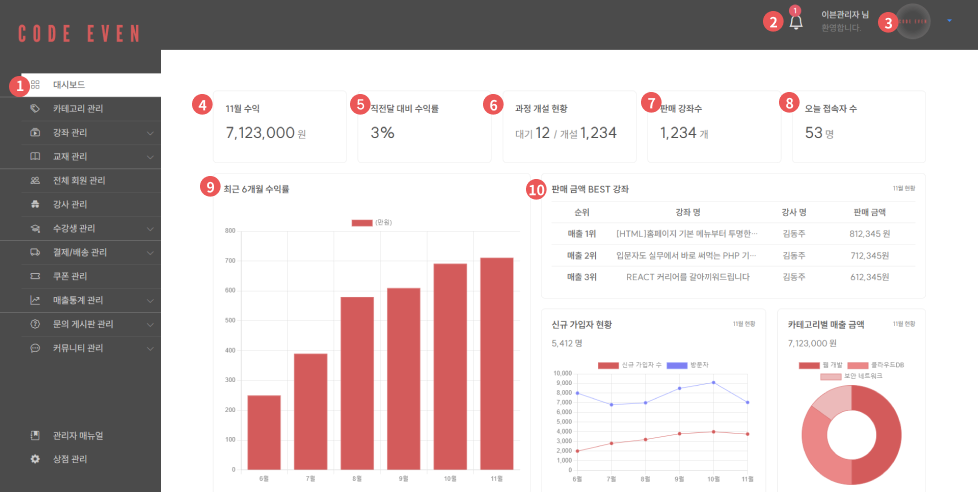 CODE EVEN
2
1
이븐관리자 님
환영합니다.
3
CODE EVEN
1
대시보드
카테고리 관리
강좌 관리
교재 관리
전체 회원 관리
강사 관리
수강생 관리
결제/배송 관리
쿠폰 관리
매출통계 관리
문의 게시판 관리
커뮤니티 관리
관리자 매뉴얼
상점 관리
4
11월 수익
7,123,000 원
5
직전달 대비 수익률
3%
6
과정 개설 현황
대기 12 / 개설 1,234
7
판매 강좌수
1,234 개
8
오늘 접속자 수
53 명
9
최근 6개월 수익률
(만원)
800
700
600
500
400
300
200
100
0
6월 7월 8월 9월 10월 11월
10
판매 금액 BEST 강좌
11월 현황
순위 강좌 명 강사 명 판매 금액
매출 1위 [HTML]홈페이지 기본 메뉴부터 투명한··· 김동주 812,345 원
매출 2위 입문자도 실무에서 바로 써먹는 PHP 기··· 김동주 712,345원
매출 3위 REACT 커리어를 갈아끼워드립니다 김동주 612,345원
신규 가입자 현황
11월 현황
5,412 명
신규 가입자 수 방문자
10,000
9,000
8,000
7,000
6,000
5,000
4,000
3,000
2,000
1,000
0
6월 7월 8월 9월 10월 11월
카테고리별 매출 금액
11월 현황
7,123,000 원
웹 개발 클라우드DB
보안 네트워크